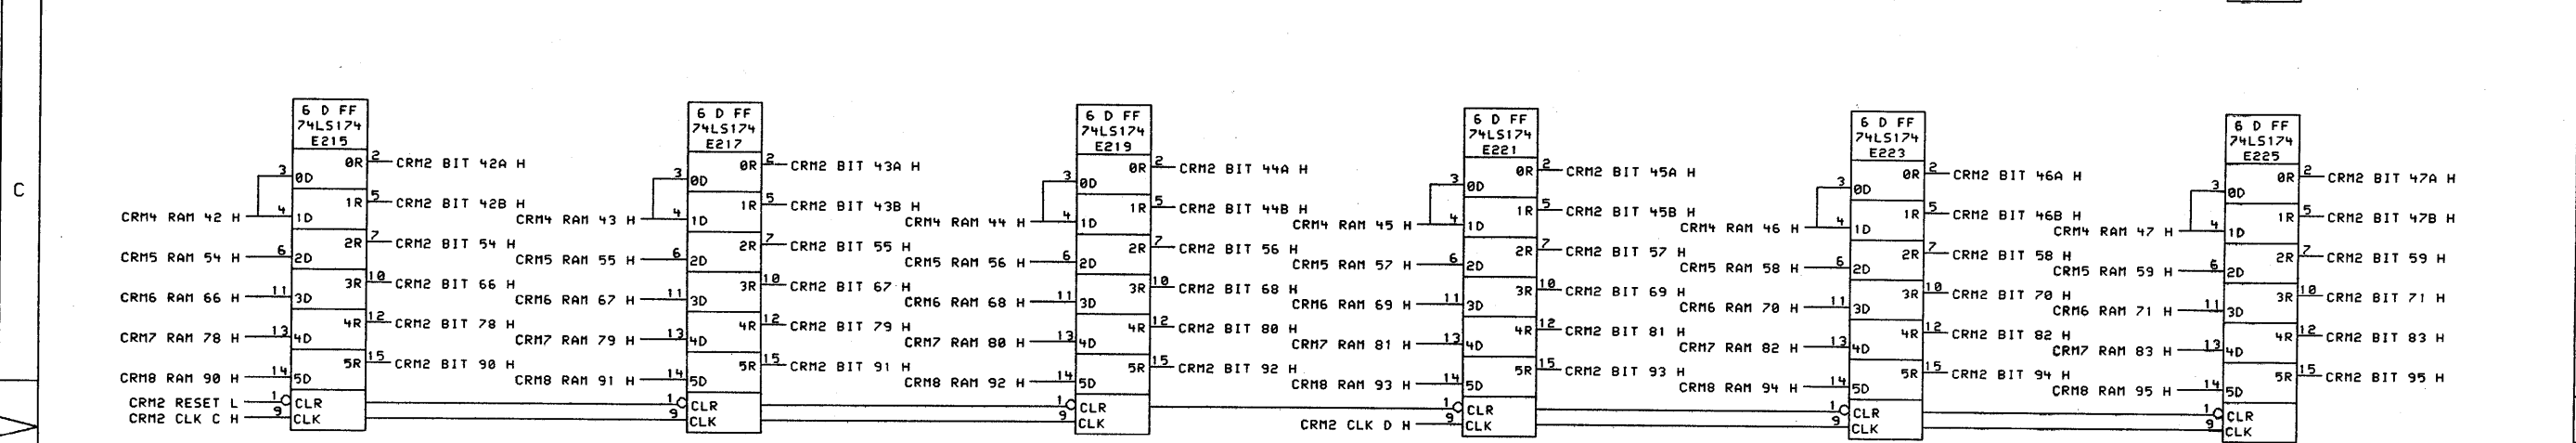 C
6 D FF
74LS174
E215
3 0D 0R 2 CRM2 BIT 42A H
CRM4 RAM 42 H 4 1D 1R 5 CRM2 BIT 42B H
CRM5 RAM 54 H 6 2D 2R 7 CRM2 BIT 54 H
CRM6 RAM 66 H 11 3D 3R 10 CRM2 BIT 66 H
CRM7 RAM 78 H 13 4D 4R 12 CRM2 BIT 78 H
CRM8 RAM 90 H 14 5D 5R 15 CRM2 BIT 90 H
CRM2 RESET L 1 CLR
CRM2 CLK C H 9 CLK
6 D FF
74LS174
E217
3 0D 0R 2 CRM2 BIT 43A H
CRM4 RAM 43 H 4 1D 1R 5 CRM2 BIT 43B H
CRM5 RAM 55 H 6 2D 2R 7 CRM2 BIT 55 H
CRM6 RAM 67 H 11 3D 3R 10 CRM2 BIT 67 H
CRM7 RAM 79 H 13 4D 4R 12 CRM2 BIT 79 H
CRM8 RAM 91 H 14 5D 5R 15 CRM2 BIT 91 H
1 CLR
9 CLK
6 D FF
74LS174
E219
3 0D 0R 2 CRM2 BIT 44A H
CRM4 RAM 44 H 4 1D 1R 5 CRM2 BIT 44B H
CRM5 RAM 56 H 6 2D 2R 7 CRM2 BIT 56 H
CRM6 RAM 68 H 11 3D 3R 10 CRM2 BIT 68 H
CRM7 RAM 80 H 13 4D 4R 12 CRM2 BIT 80 H
CRM8 RAM 92 H 14 5D 5R 15 CRM2 BIT 92 H
1 CLR
9 CLK
6 D FF
74LS174
E221
3 0D 0R 2 CRM2 BIT 45A H
CRM4 RAM 45 H 4 1D 1R 5 CRM2 BIT 45B H
CRM5 RAM 57 H 6 2D 2R 7 CRM2 BIT 57 H
CRM6 RAM 69 H 11 3D 3R 10 CRM2 BIT 69 H
CRM7 RAM 81 H 13 4D 4R 12 CRM2 BIT 81 H
CRM8 RAM 93 H 14 5D 5R 15 CRM2 BIT 93 H
1 CLR
CRM2 CLK D H 9 CLK
6 D FF
74LS174
E223
3 0D 0R 2 CRM2 BIT 46A H
CRM4 RAM 46 H 4 1D 1R 5 CRM2 BIT 46B H
CRM5 RAM 58 H 6 2D 2R 7 CRM2 BIT 58 H
CRM6 RAM 70 H 11 3D 3R 10 CRM2 BIT 70 H
CRM7 RAM 82 H 13 4D 4R 12 CRM2 BIT 82 H
CRM8 RAM 94 H 14 5D 5R 15 CRM2 BIT 94 H
1 CLR
9 CLK
6 D FF
74LS174
E225
3 0D 0R 2 CRM2 BIT 47A H
CRM4 RAM 47 H 4 1D 1R 5 CRM2 BIT 47B H
CRM5 RAM 59 H 6 2D 2R 7 CRM2 BIT 59 H
CRM6 RAM 71 H 11 3D 3R 10 CRM2 BIT 71 H
CRM7 RAM 83 H 13 4D 4R 12 CRM2 BIT 83 H
CRM8 RAM 95 H 14 5D 5R 15 CRM2 BIT 95 H
1 CLR
9 CLK